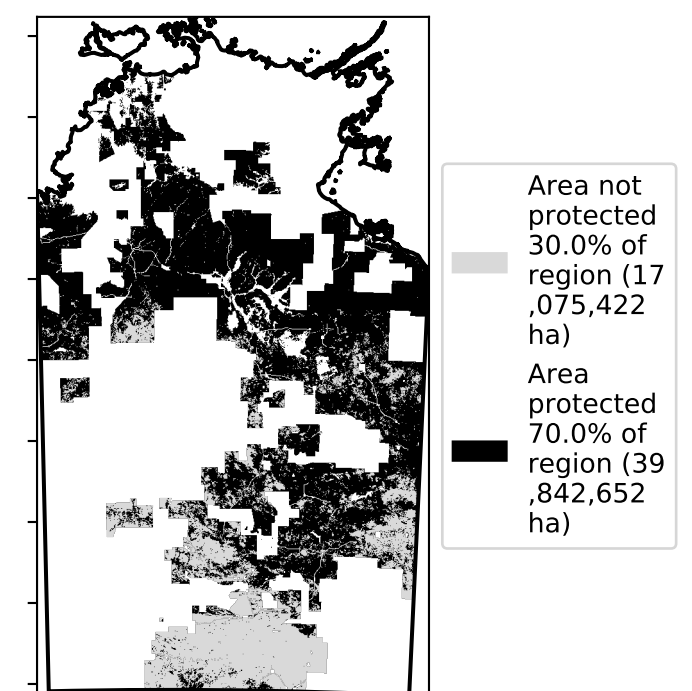 Area not
protected
30.0% of
region (17
,075,422
ha)
Area
protected
70.0% of
region (39
,842,652
ha)